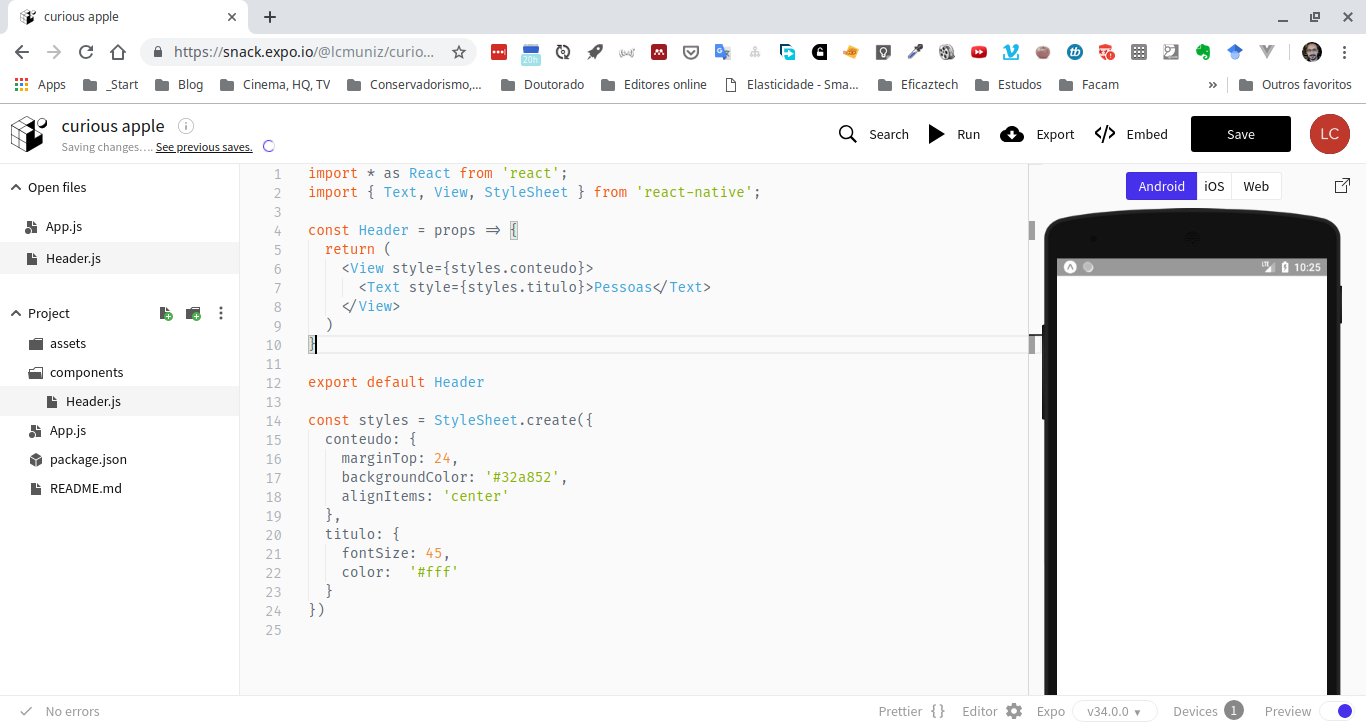 curious apple
https://snack.expo.io/@lcmuniz/curio...
20h
Apps
_Start
Blog
Cinema, HQ, TV
Conservadorismo,...
Doutorado
Editores online
Elasticidade - Sma...
Eficaztech
Estudos
Facam
»
Outros favoritos
curious apple
Saving changes.... See previous saves.
Search
Run
Export
Embed
Save
LC
Open files
App.js
Header.js
Project
assets
components
Header.js
App.js
package.json
README.md
1 import * as React from 'react';
2 import { Text, View, StyleSheet } from 'react-native';
3
4 const Header = props => {
5 return (
6 <View style={styles.conteudo}>
7 <Text style={styles.titulo}>Pessoas</Text>
8 </View>
9 )
10 }
11
12 export default Header
13
14 const styles = StyleSheet.create({
15 conteudo: {
16 marginTop: 24,
17 backgroundColor: '#32a852',
18 alignItems: 'center'
19 },
20 titulo: {
21 fontSize: 45,
22 color:  '#fff'
23 }
24 })
25
Android
iOS
Web
LTE
10:25
No errors
Prettier {}
Editor
Expo
v34.0.0
Devices
1
Preview